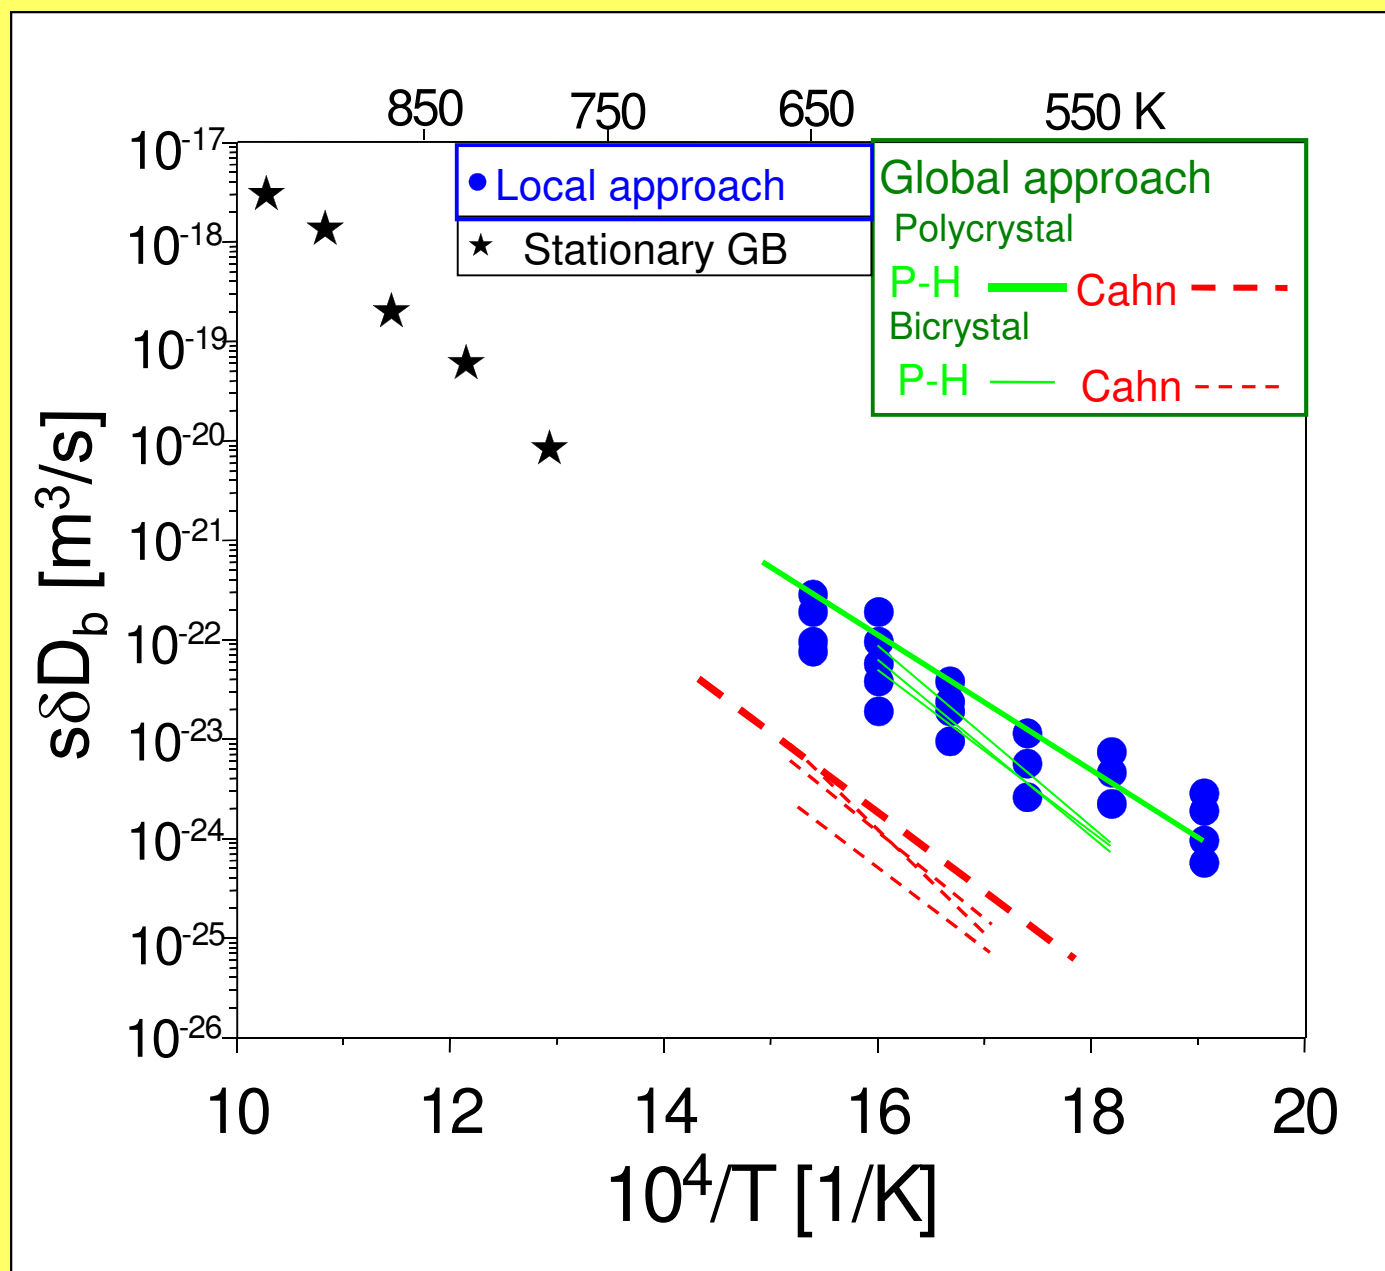 850 750 650 550 K
Local approach
Stationary GB
Global approach
Polycrystal
P-H Cahn
Bicrystal
P-H Cahn
10⁻¹⁷
10⁻¹⁸
10⁻¹⁹
10⁻²⁰
10⁻²¹
10⁻²²
10⁻²³
10⁻²⁴
10⁻²⁵
10⁻²⁶
sδD_b [m³/s]
10 12 14 16 18 20
10⁴/T [1/K]